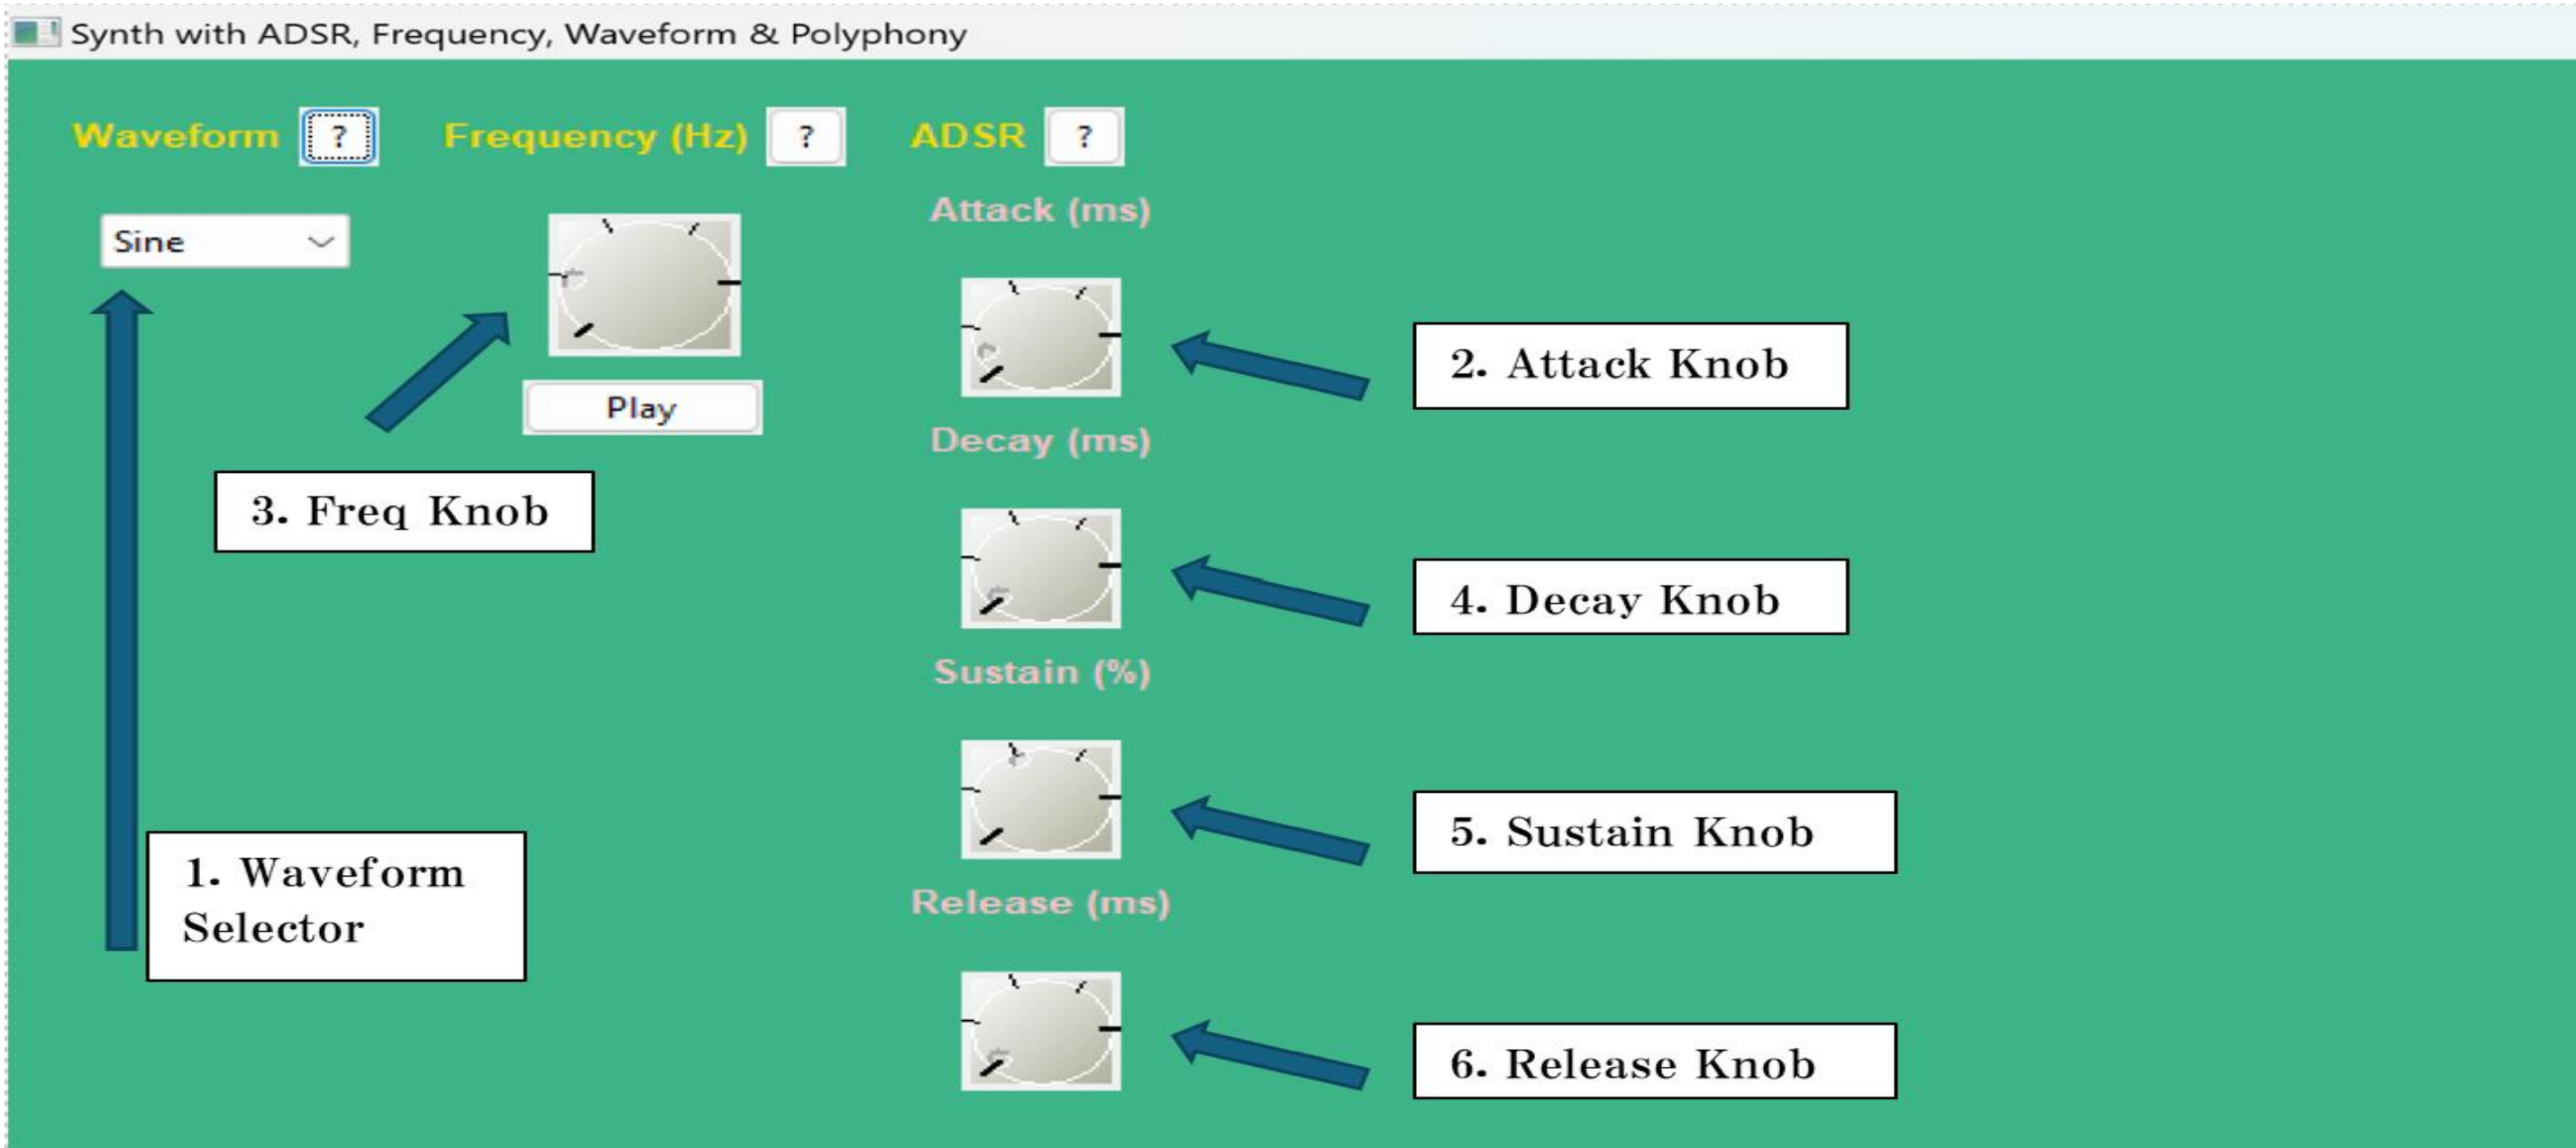 Synth with ADSR, Frequency, Waveform & Polyphony
Waveform ? Frequency (Hz) ? ADSR ?
Attack (ms)
Sine
2. Attack Knob
Play
Decay (ms)
3. Freq Knob
4. Decay Knob
Sustain (%)
5. Sustain Knob
1. Waveform
Selector
Release (ms)
6. Release Knob